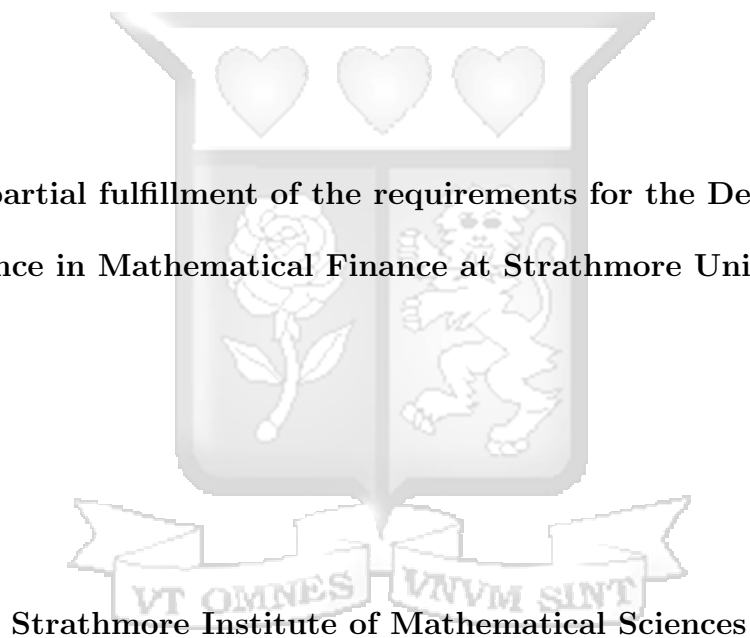 partial fulfillment of the requirements for the De
nce in Mathematical Finance at Strathmore Uni
VT OMNES VNVM SINT
Strathmore Institute of Mathematical Sciences